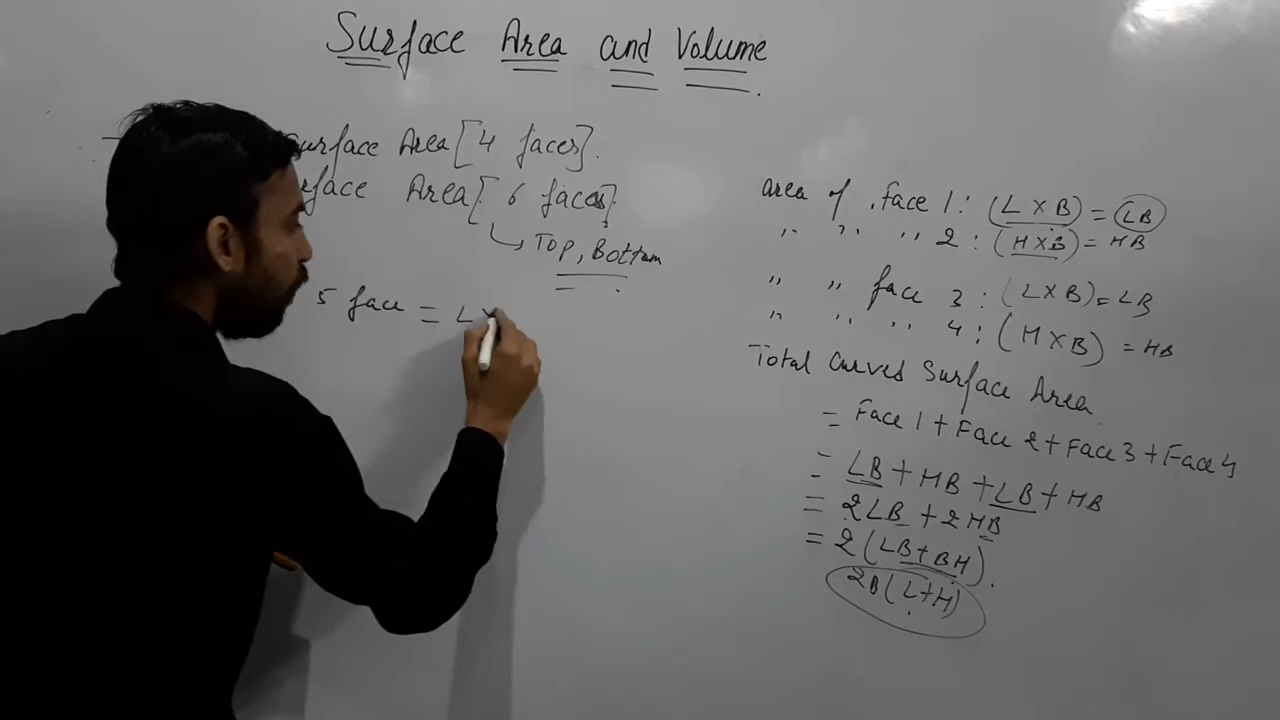 Surface Area and Volume.
urface Area [4 faces].
rface Area [6 faces].
↳ Top, Bottom
5 face = L×
area of Face 1 : (L × B) = LB
,, ,, ,, 2 : (H×B) = HB
,, ,, face 3 : (L×B) = LB
,, ,, ,, 4 : (H×B) = HB
Total Curved Surface Area
= Face 1 + Face 2 + Face 3 + Face 4
= LB + HB + LB + HB
= 2LB + 2HB
= 2(LB+BH).
2B(L+H)